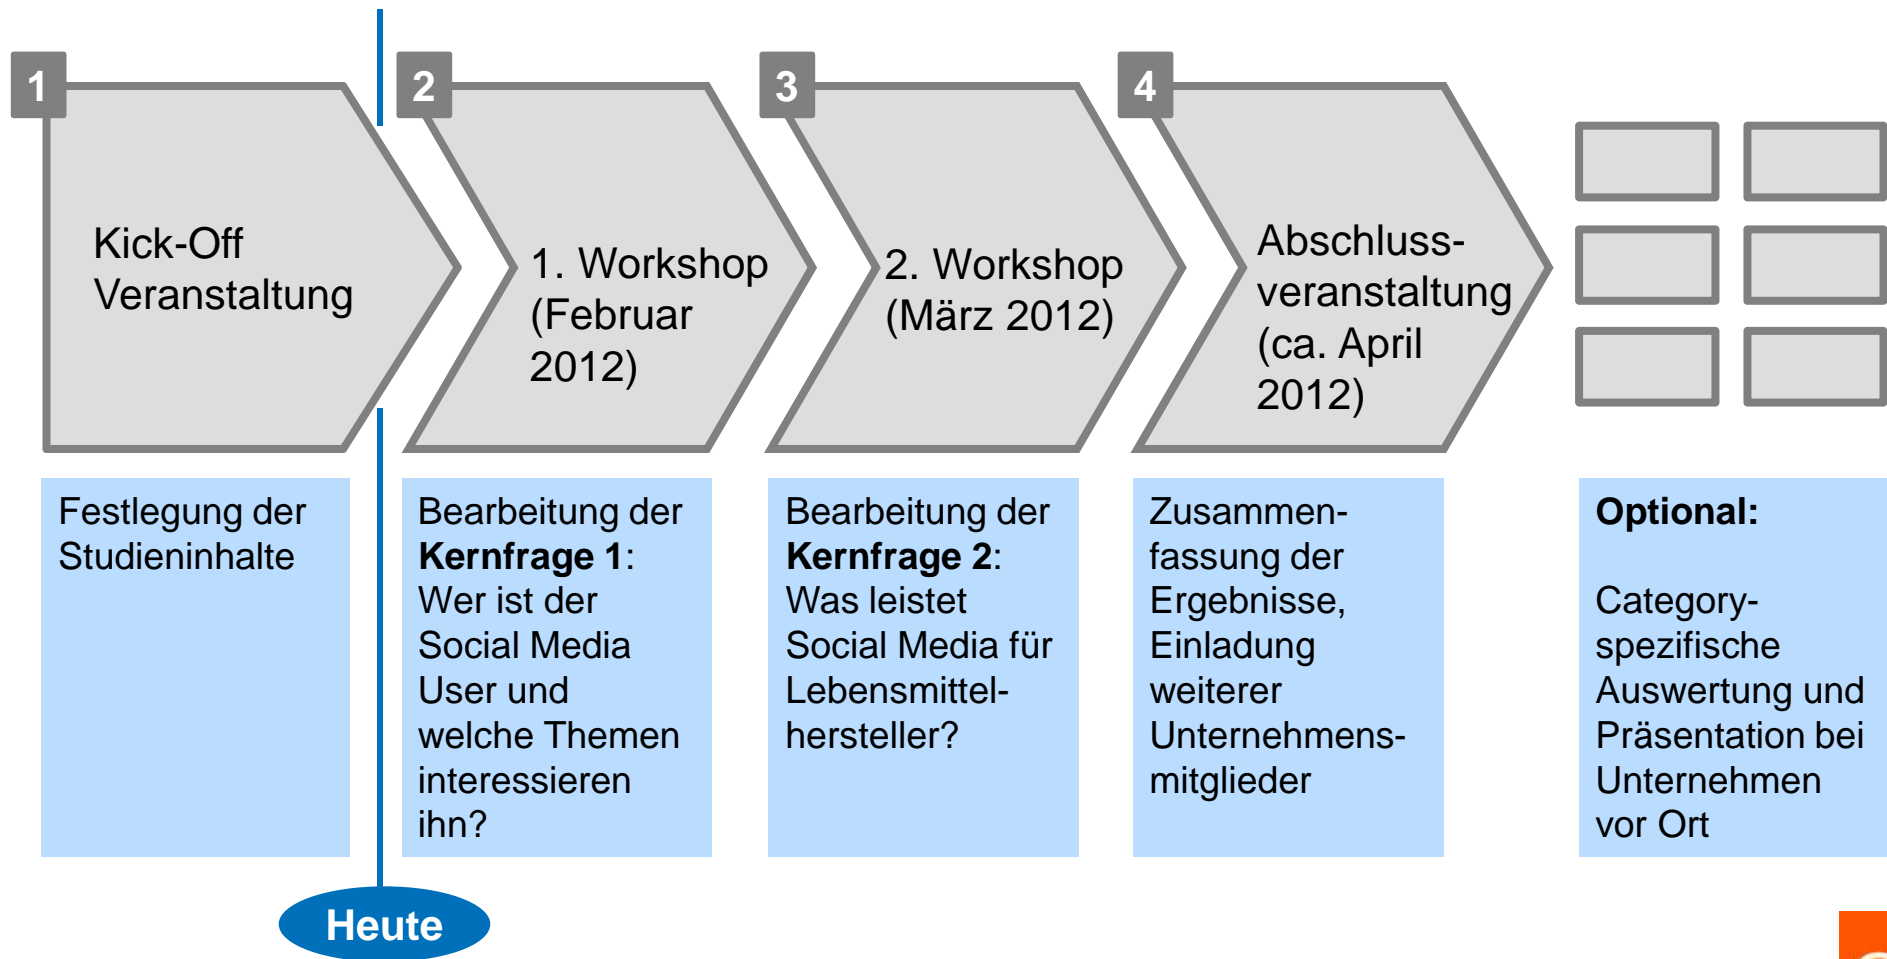 1
Kick-Off
Veranstaltung
2
1. Workshop
(Februar
2012)
3
2. Workshop
(März 2012)
4
Abschluss-
veranstaltung
(ca. April
2012)
Festlegung der
Studieninhalte
Bearbeitung der
Kernfrage 1:
Wer ist der
Social Media
User und
welche Themen
interessieren
ihn?
Bearbeitung der
Kernfrage 2:
Was leistet
Social Media für
Lebensmittel-
hersteller?
Zusammen-
fassung der
Ergebnisse,
Einladung
weiterer
Unternehmens-
mitglieder
Optional:
Category-
spezifische
Auswertung und
Präsentation bei
Unternehmen
vor Ort
Heute